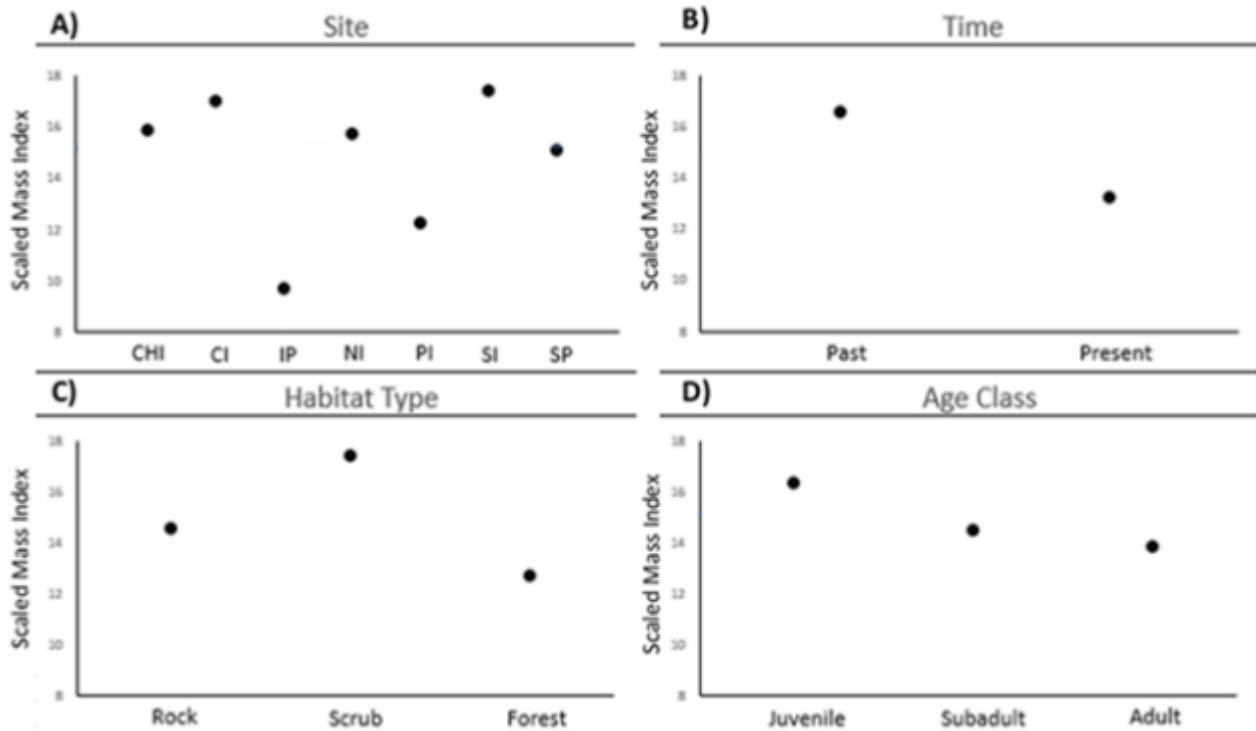 A) Site
Scaled Mass Index
18
16
14
12
10
8
CHI CI IP NI PI SI SP
B) Time
Scaled Mass Index
18
16
14
12
10
8
Past Present
C) Habitat Type
Scaled Mass Index
18
16
14
12
10
8
Rock Scrub Forest
D) Age Class
Scaled Mass Index
18
16
14
12
10
8
Juvenile Subadult Adult